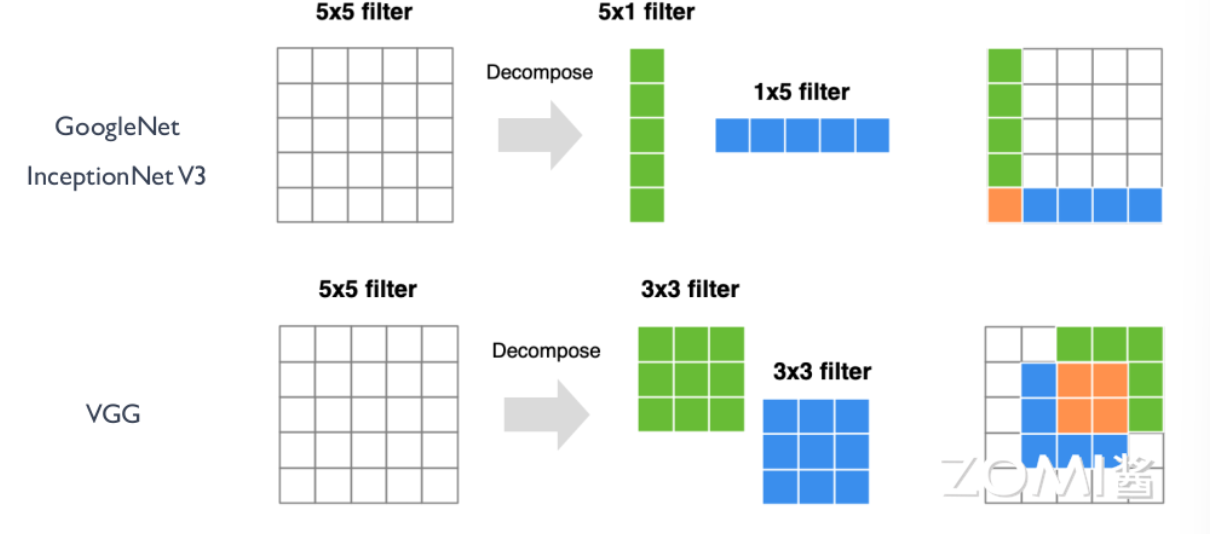 5x5 filter
5x1 filter
Decompose
1x5 filter
GoogleNet
InceptionNet V3
5x5 filter
3x3 filter
Decompose
3x3 filter
VGG
ZOMI酱